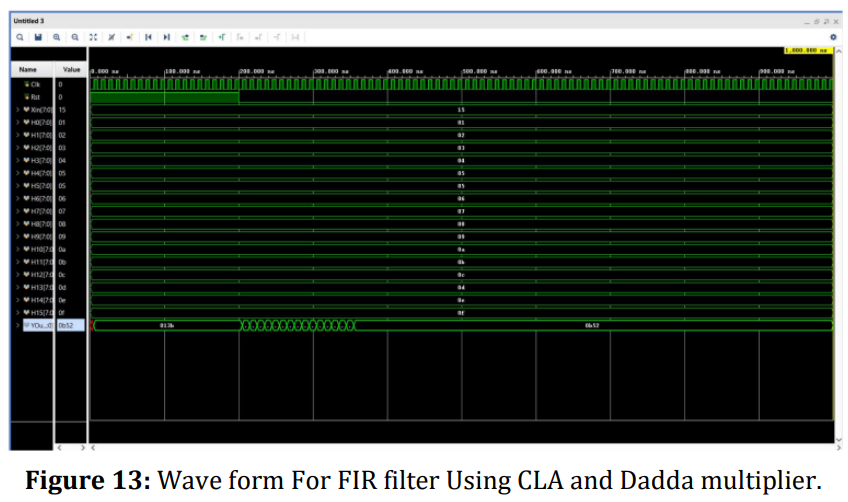 Untitled 3
1,000.000 ns
Name Value 0.000 ns 100.000 ns 200.000 ns 300.000 ns 400.000 ns 500.000 ns 600.000 ns 700.000 ns 800.000 ns 900.000 ns
Clk 0
Rst 0
Xin[7:0] 15 15
H0[7:0] 01 01
H1[7:0] 02 02
H2[7:0] 03 03
H3[7:0] 04 04
H4[7:0] 05 05
H5[7:0] 05 05
H6[7:0] 06 06
H7[7:0] 07 07
H8[7:0] 08 08
H9[7:0] 09 09
H10[7:0 0a 0a
H11[7:0 0b 0b
H12[7:0 0c 0c
H13[7:0 0d 0d
H14[7:0 0e 0e
H15[7:0 0f 0f
YOu...:0] 0b52 013b 0b52
Figure 13: Wave form For FIR filter Using CLA and Dadda multiplier.